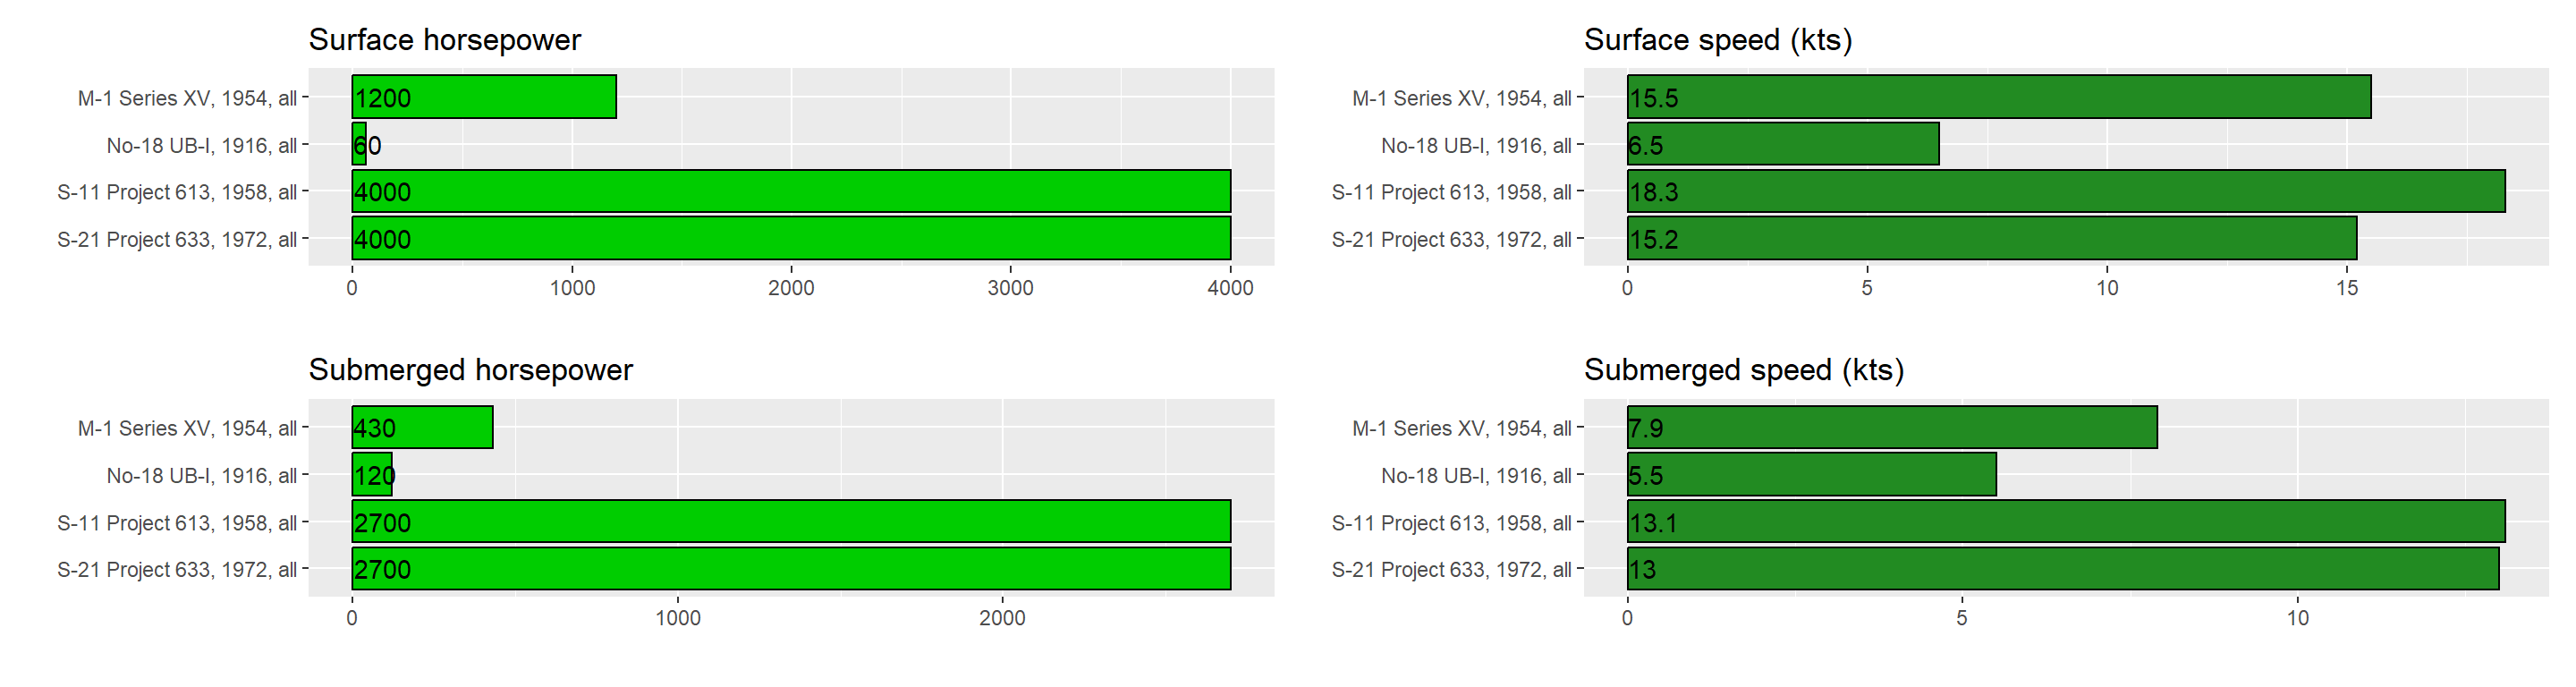 Surface horsepower
M-1 Series XV, 1954, all
1200
No-18 UB-I, 1916, all
60
S-11 Project 613, 1958, all
4000
S-21 Project 633, 1972, all
4000
0 1000 2000 3000 4000
Surface speed (kts)
M-1 Series XV, 1954, all
15.5
No-18 UB-I, 1916, all
6.5
S-11 Project 613, 1958, all
18.3
S-21 Project 633, 1972, all
15.2
0 5 10 15
Submerged horsepower
M-1 Series XV, 1954, all
430
No-18 UB-I, 1916, all
120
S-11 Project 613, 1958, all
2700
S-21 Project 633, 1972, all
2700
0 1000 2000
Submerged speed (kts)
M-1 Series XV, 1954, all
7.9
No-18 UB-I, 1916, all
5.5
S-11 Project 613, 1958, all
13.1
S-21 Project 633, 1972, all
13
0 5 10